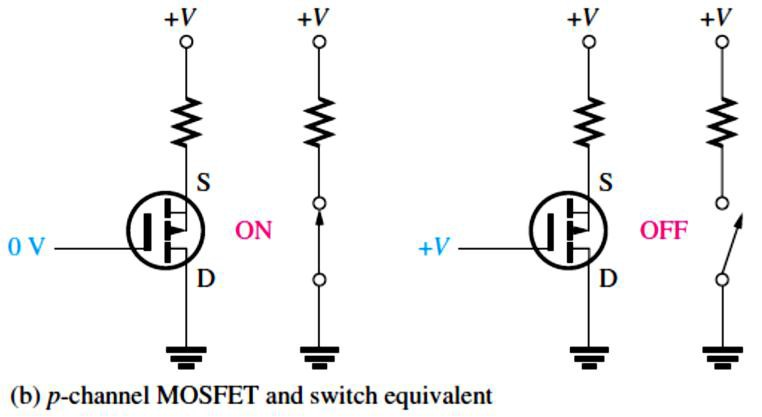 +V +V +V +V
S S
ON OFF
0 V +V
D D
(b) p-channel MOSFET and switch equivalent